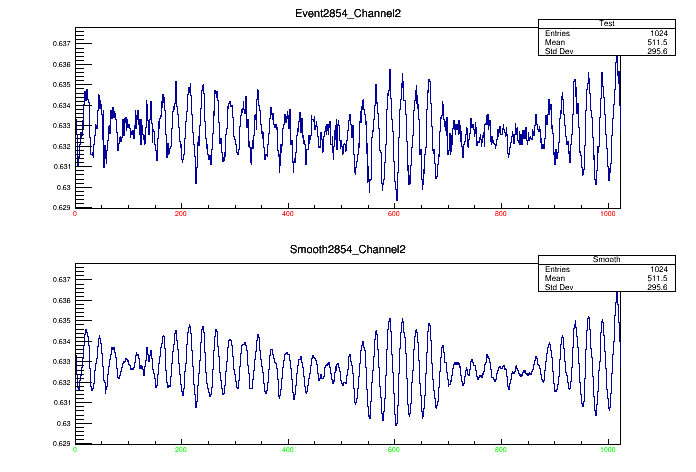 Event2854_Channel2
Test
Entries 1024
Mean 511.5
Std Dev 295.6
0.637
0.636
0.635
0.634
0.633
0.632
0.631
0.63
0.629
0 200 400 600 800 1000
Smooth2854_Channel2
Smooth
Entries 1024
Mean 511.5
Std Dev 295.6
0.637
0.636
0.635
0.634
0.633
0.632
0.631
0.63
0.629
0 200 400 600 800 1000